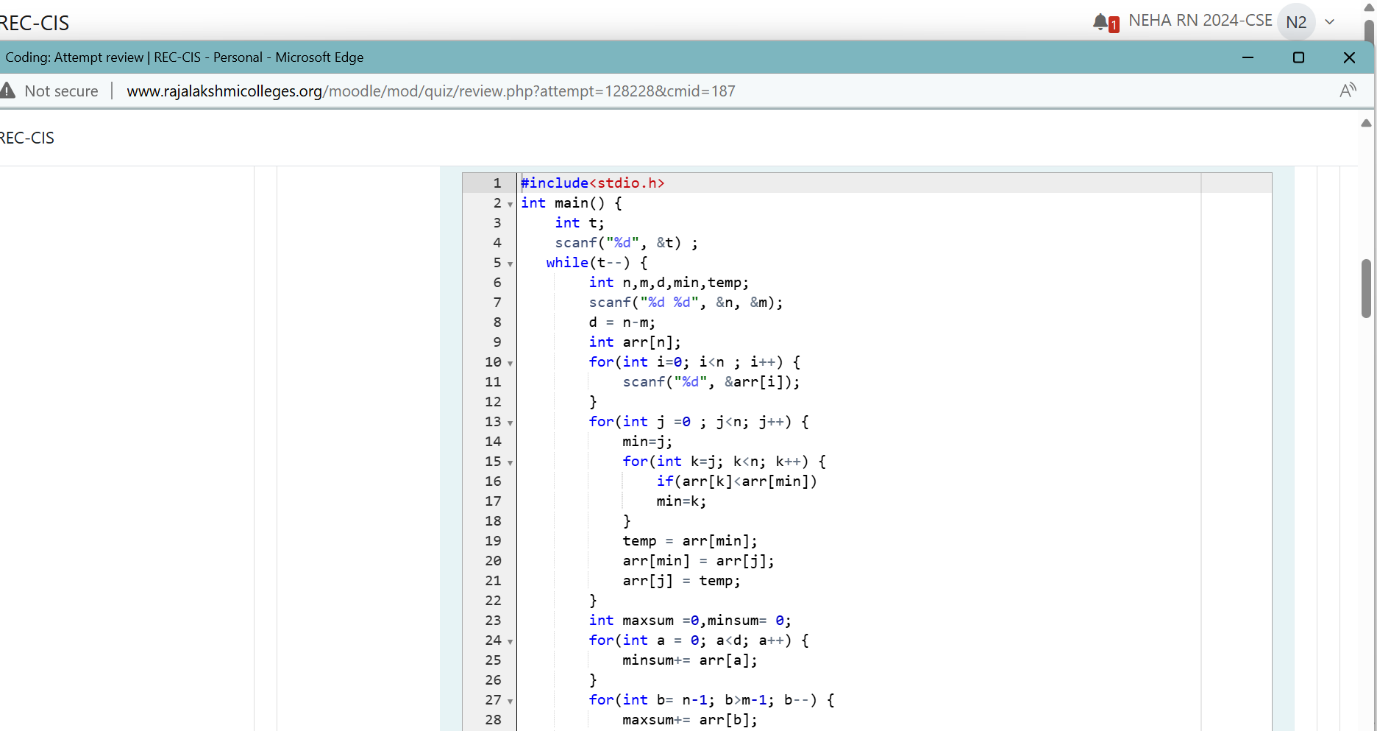 REC-CIS
1 NEHA RN 2024-CSE N2
Coding: Attempt review | REC-CIS - Personal - Microsoft Edge
Not secure | www.rajalakshmicolleges.org/moodle/mod/quiz/review.php?attempt=128228&cmid=187
REC-CIS
1 #include<stdio.h>
2 int main() {
3     int t;
4     scanf("%d", &t) ;
5    while(t--) {
6         int n,m,d,min,temp;
7         scanf("%d %d", &n, &m);
8         d = n-m;
9         int arr[n];
10         for(int i=0; i<n ; i++) {
11             scanf("%d", &arr[i]);
12         }
13         for(int j =0 ; j<n; j++) {
14             min=j;
15             for(int k=j; k<n; k++) {
16                 if(arr[k]<arr[min])
17                 min=k;
18             }
19             temp = arr[min];
20             arr[min] = arr[j];
21             arr[j] = temp;
22         }
23         int maxsum =0,minsum= 0;
24         for(int a = 0; a<d; a++) {
25             minsum+= arr[a];
26         }
27         for(int b= n-1; b>m-1; b--) {
28             maxsum+= arr[b];